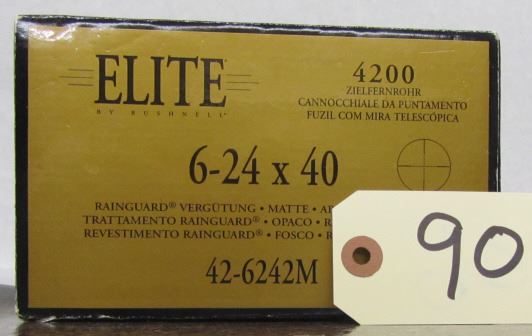 ELITE
BY BUSHNELL
4200
ZIELFERNROHR
CANNOCCHIALE DA PUNTAMENTO
FUZIL COM MIRA TELESCÓPICA
6-24 x 40
RAINGUARD® VERGÜTUNG • MATTE •
TRATTAMENTO RAINGUARD® • OPACO •
REVESTIMENTO RAINGUARD® • FOSCO •
42-6242M
90